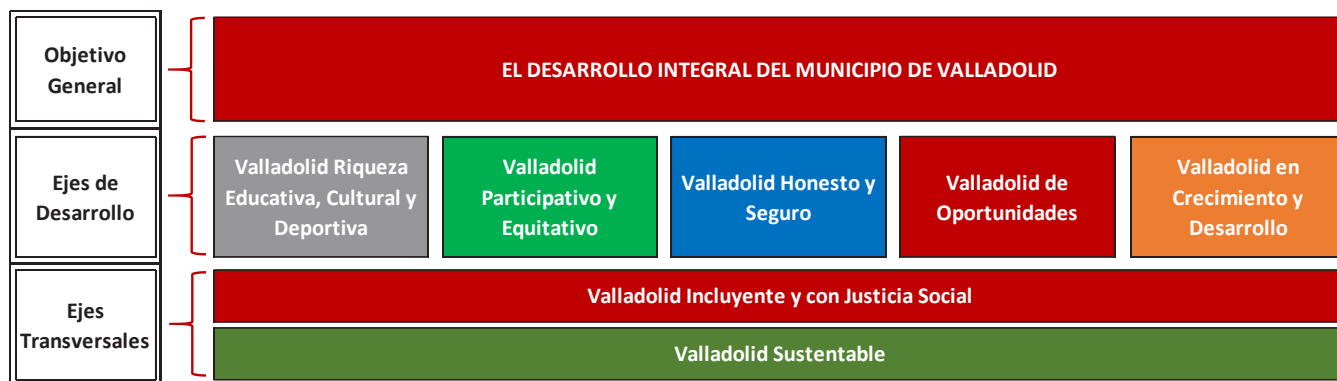 Objetivo
General
EL DESARROLLO INTEGRAL DEL MUNICIPIO DE VALLADOLID
Ejes de
Desarrollo
Valladolid Riqueza
Educativa, Cultural y
Deportiva
Valladolid
Participativo y
Equitativo
Valladolid Honesto y
Seguro
Valladolid de
Oportunidades
Valladolid en
Crecimiento y
Desarrollo
Ejes
Transversales
Valladolid Incluyente y con Justicia Social
Valladolid Sustentable